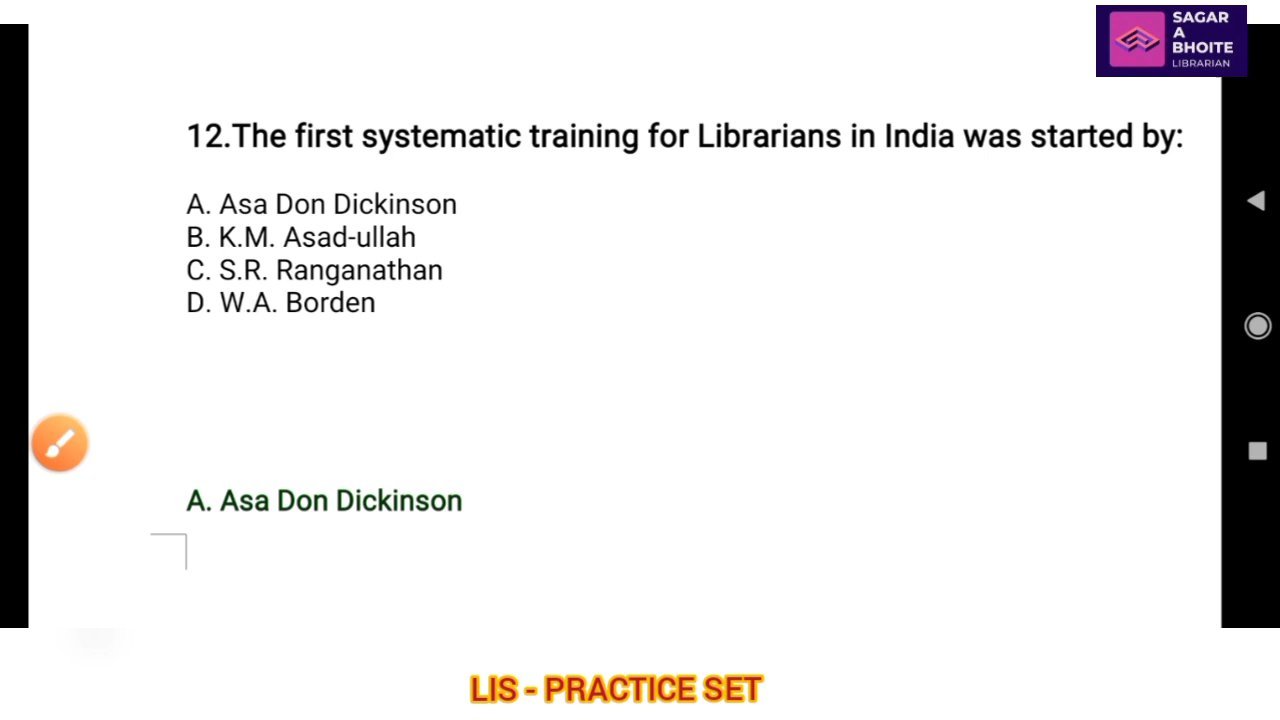 SAGAR
A
BHOITE
LIBRARIAN
12.The first systematic training for Librarians in India was started by:
A. Asa Don Dickinson
B. K.M. Asad-ullah
C. S.R. Ranganathan
D. W.A. Borden
A. Asa Don Dickinson
LIS - PRACTICE SET